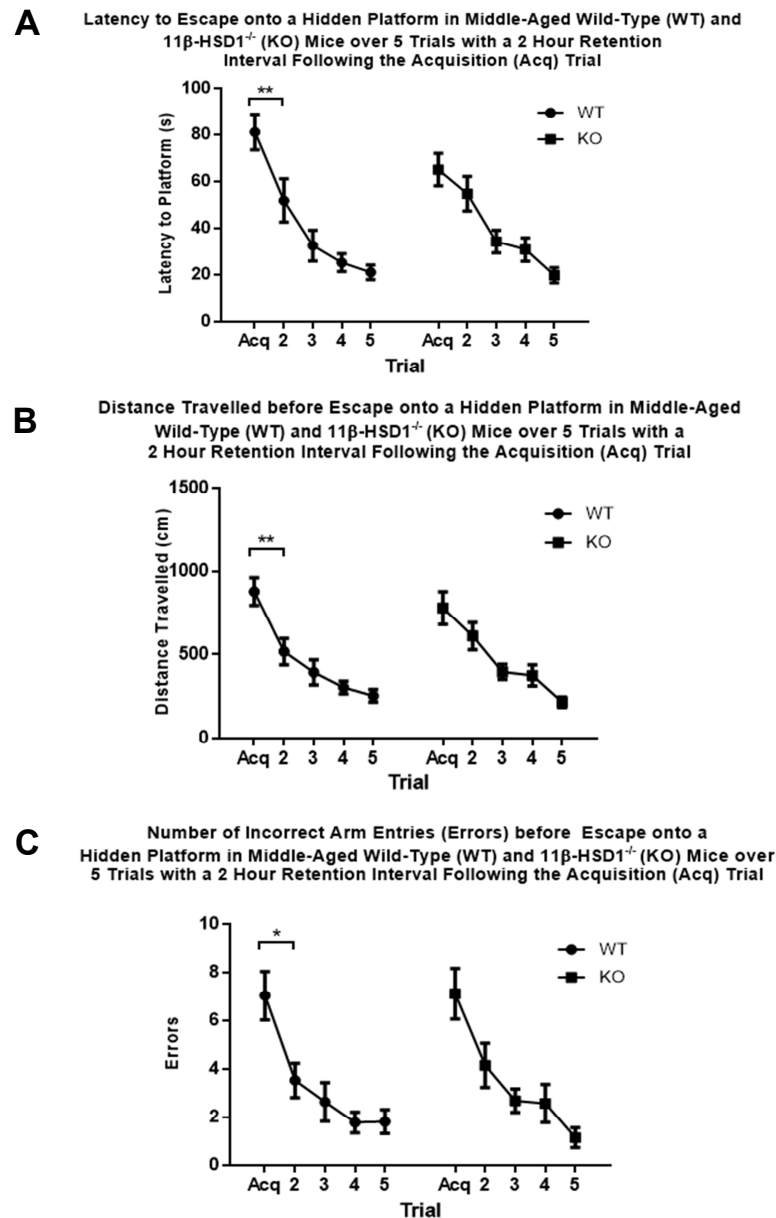 A
Latency to Escape onto a Hidden Platform in Middle-Aged Wild-Type (WT) and
11β-HSD1-/- (KO) Mice over 5 Trials with a 2 Hour Retention
Interval Following the Acquisition (Acq) Trial
100
80
60
40
20
0
Latency to Platform (s)
**
WT
KO
Acq 2 3 4 5 Acq 2 3 4 5
Trial
B
Distance Travelled before Escape onto a Hidden Platform in Middle-Aged
Wild-Type (WT) and 11β-HSD1-/- (KO) Mice over 5 Trials with a
2 Hour Retention Interval Following the Acquisition (Acq) Trial
1500
1000
500
0
Distance Travelled (cm)
**
WT
KO
Acq 2 3 4 5 Acq 2 3 4 5
Trial
C
Number of Incorrect Arm Entries (Errors) before Escape onto a
Hidden Platform in Middle-Aged Wild-Type (WT) and 11β-HSD1-/- (KO) Mice over
5 Trials with a 2 Hour Retention Interval Following the Acquisition (Acq) Trial
10
8
6
4
2
0
Errors
*
WT
KO
Acq 2 3 4 5 Acq 2 3 4 5
Trial